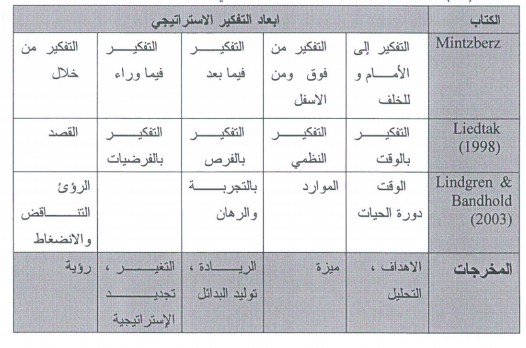 الكتاب
ابعاد التفكير الاستراتيجي
Mintzberz
التفكير إلى
الأمام و
للخلف
التفكير من
فوق ومن
الاسفل
التفكير
فيما بعد
التفكير
فيما وراء
التفكير من
خلال
Liedtak
(1998)
التفكير
بالوقت
التفكير
النظمي
التفكير
بالفرص
التفكير
بالفرضيات
القصد
Lindgren &
Bandhold
(2003)
الوقت
دورة الحيات
الموارد
بالتجربة
والرهان
الرؤئ
التناقض
والانضغاط
المخرجات
الاهداف ،
التحليل
ميزة
الريادة ،
توليد البدائل
التغير ،
تجديد
الإستراتيجية
رؤية